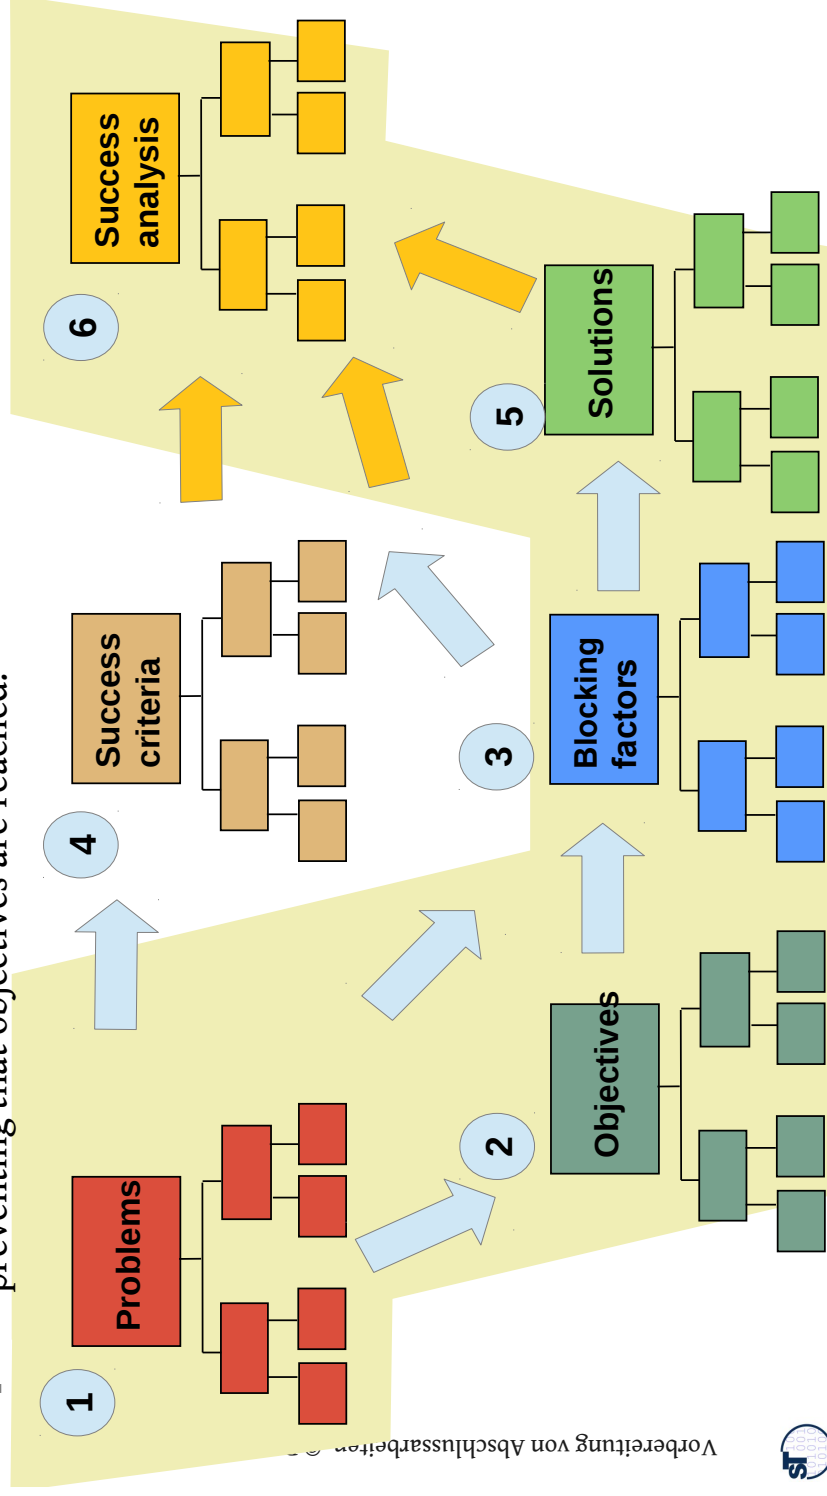 preventing that objectives are reached.
1
Problems
2
Objectives
3
Blocking
factors
4
Success
criteria
5
Solutions
6
Success
analysis
Vorbereitung von Abschlussarbeiten ©
ST